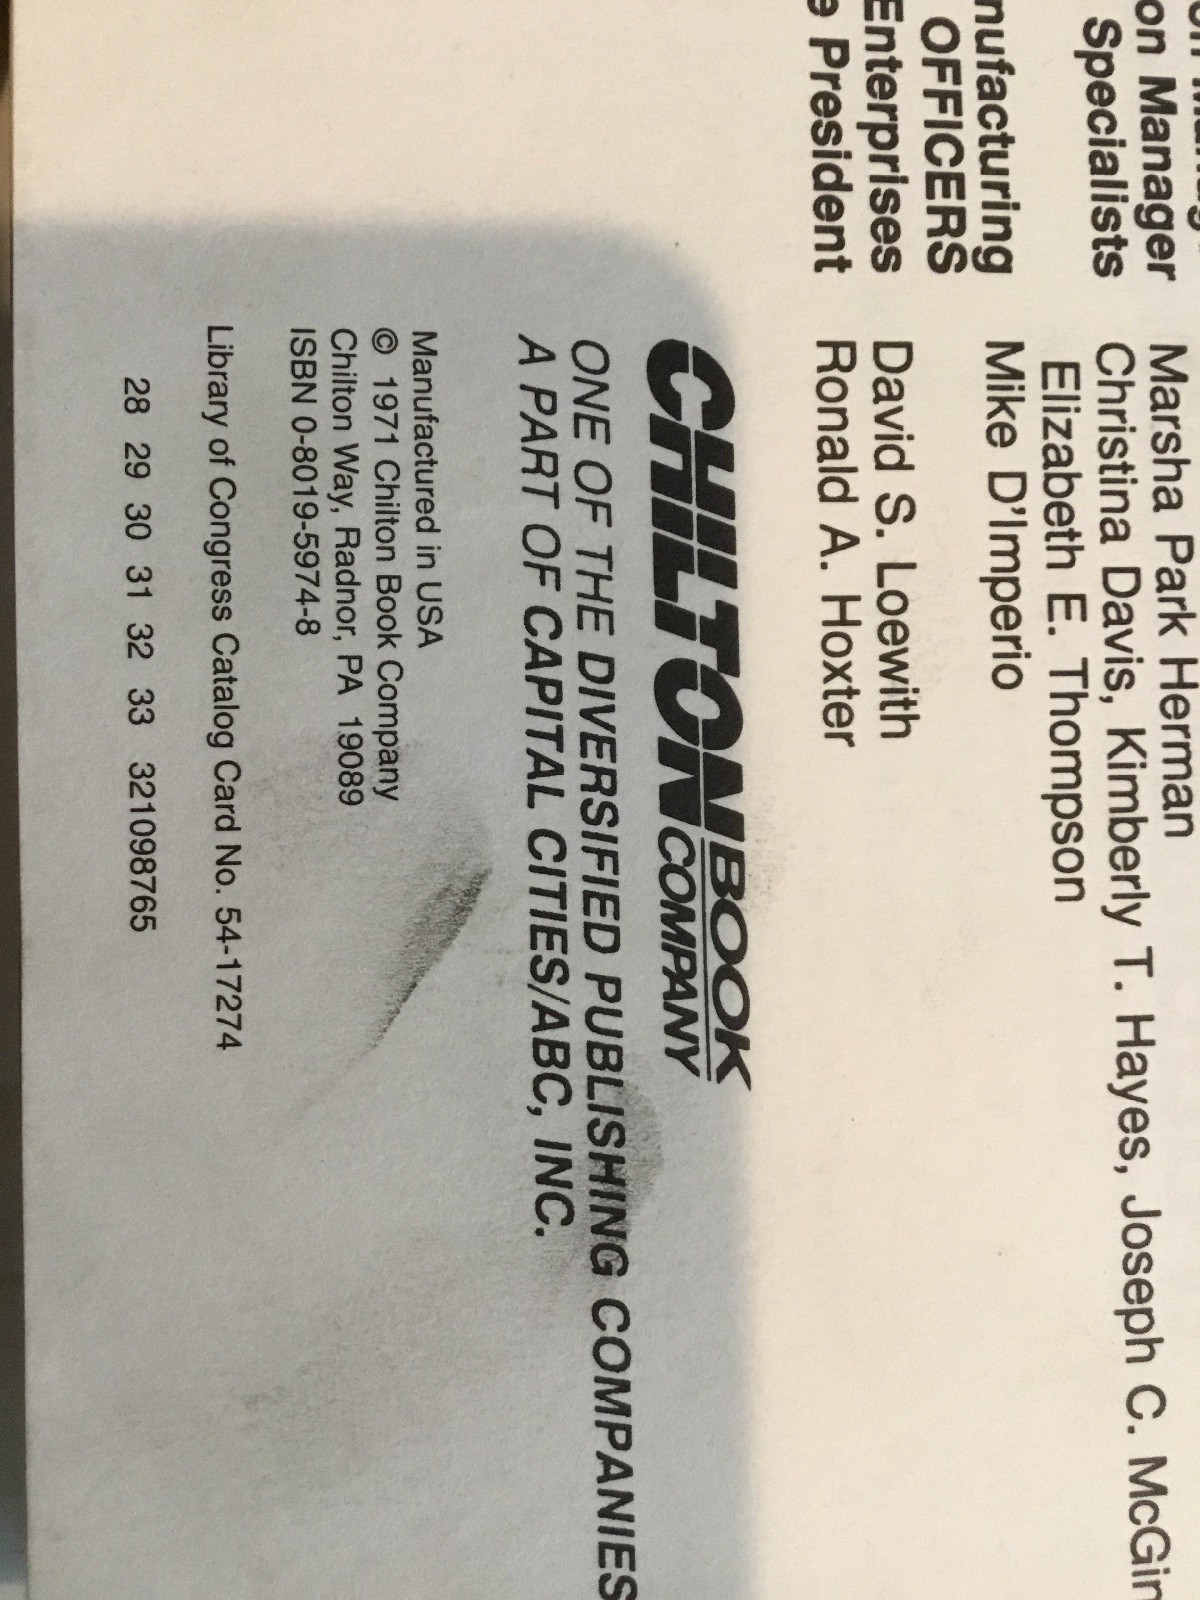 on Manager Marsha Park Herman
Specialists Christina Davis, Kimberly T. Hayes, Joseph C. McGin
Elizabeth E. Thompson
nufacturing Mike D'Imperio
OFFICERS
Enterprises David S. Loewith
e President Ronald A. Hoxter
CHILTON BOOK COMPANY
ONE OF THE DIVERSIFIED PUBLISHING COMPANIES
A PART OF CAPITAL CITIES/ABC, INC.
Manufactured in USA
© 1971 Chilton Book Company
Chilton Way, Radnor, PA 19089
ISBN 0-8019-5974-8
Library of Congress Catalog Card No. 54-17274
28 29 30 31 32 33 321098765